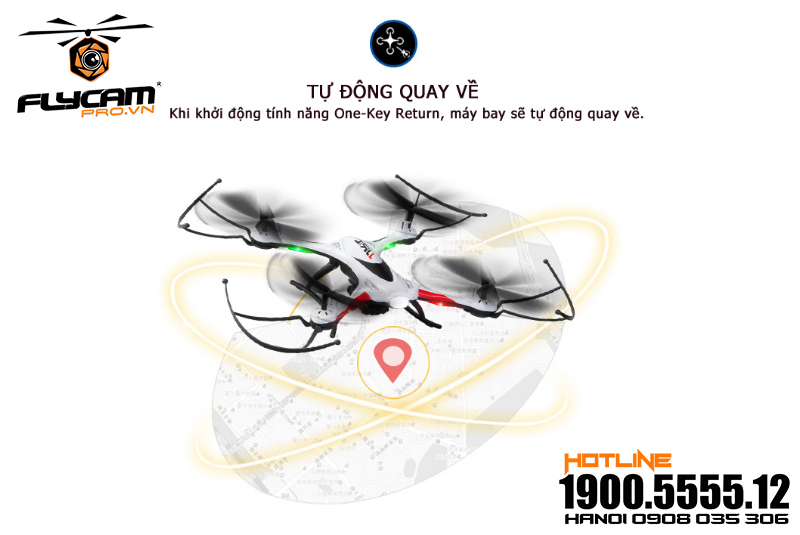 FLYCAM®
PRO.VN
TỰ ĐỘNG QUAY VỀ
Khi khởi động tính năng One-Key Return, máy bay sẽ tự động quay về.
HOTLINE
1900.5555.12
HANOI 0908 035 306